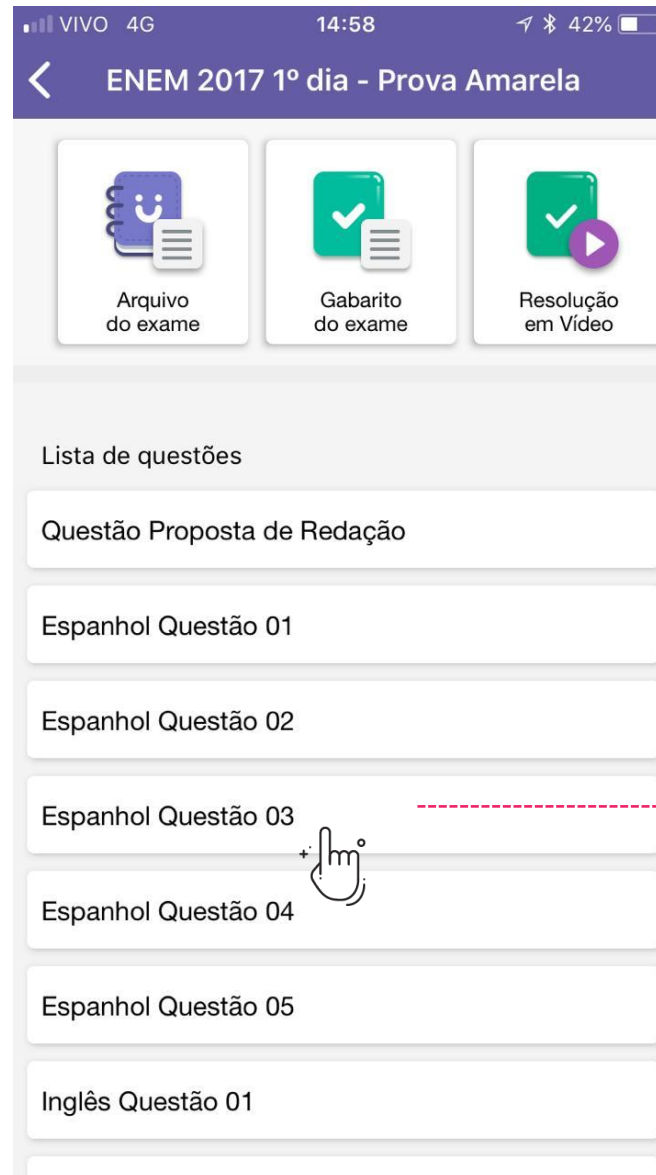 VIVO 4G 14:58 42%
ENEM 2017 1º dia - Prova Amarela
Arquivo
do exame
Gabarito
do exame
Resolução
em Vídeo
Lista de questões
Questão Proposta de Redação
Espanhol Questão 01
Espanhol Questão 02
Espanhol Questão 03
Espanhol Questão 04
Espanhol Questão 05
Inglês Questão 01